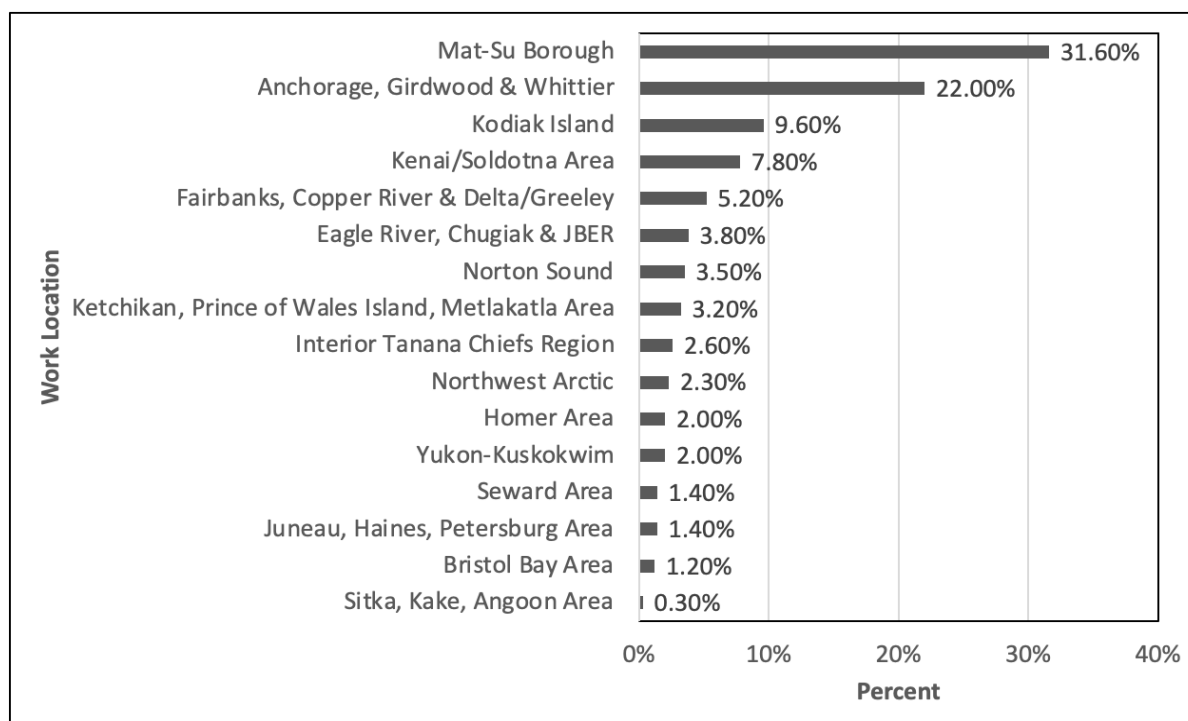 Mat-Su Borough 31.60%
Anchorage, Girdwood & Whittier 22.00%
Kodiak Island 9.60%
Kenai/Soldotna Area 7.80%
Fairbanks, Copper River & Delta/Greeley 5.20%
Eagle River, Chugiak & JBER 3.80%
Norton Sound 3.50%
Ketchikan, Prince of Wales Island, Metlakatla Area 3.20%
Interior Tanana Chiefs Region 2.60%
Northwest Arctic 2.30%
Homer Area 2.00%
Yukon-Kuskokwim 2.00%
Seward Area 1.40%
Juneau, Haines, Petersburg Area 1.40%
Bristol Bay Area 1.20%
Sitka, Kake, Angoon Area 0.30%
Work Location
0% 10% 20% 30% 40%
Percent